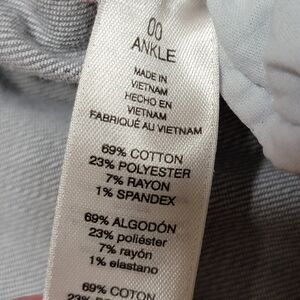 00
ANKLE
MADE IN
VIETNAM
HECHO EN
VIETNAM
FABRIQUÉ AU VIETNAM
69% COTTON
23% POLYESTER
7% RAYON
1% SPANDEX
69% ALGODÓN
23% poliéster
7% rayón
1% elastano
69% COTON
23%